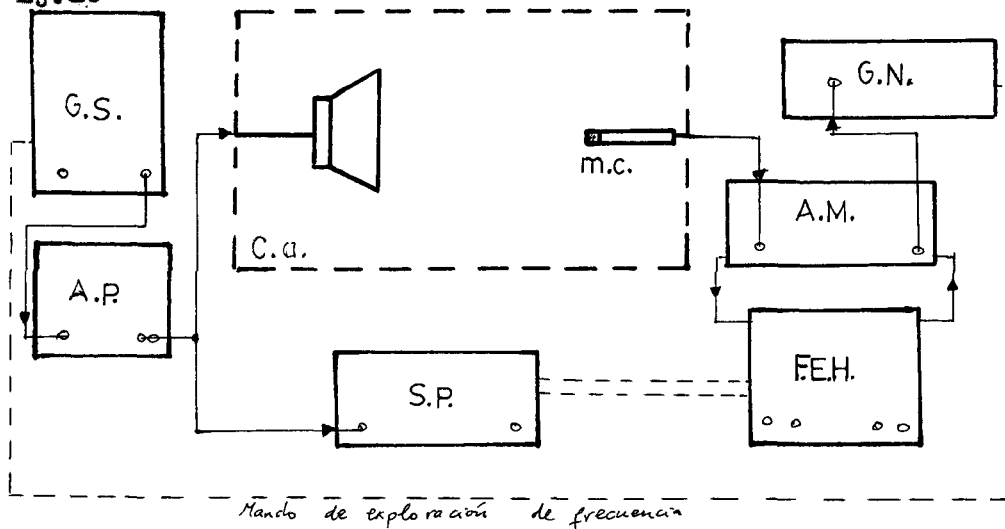 G.S.
G.N.
m.c.
A.M.
C.a.
A.P.
S.P.
F.E.H.
Mando de exploración de frecuencia